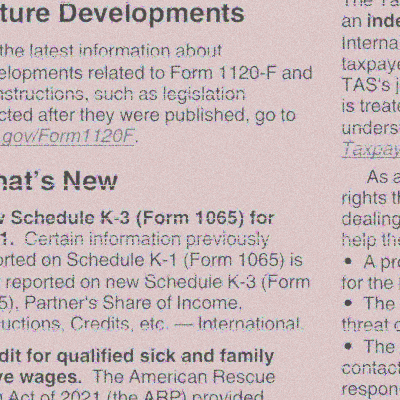 ture Developments
the latest information about
elopments related to Form 1120-F and
nstructions, such as legislation
cted after they were published, go to
gov/Form1120F.
hat's New
Schedule K-3 (Form 1065) for
1. Certain information previously
orted on Schedule K-1 (Form 1065) is
reported on new Schedule K-3 (Form
5), Partner's Share of Income,
uctions, Credits, etc. — International.
dit for qualified sick and family
ve wages. The American Rescue
Act of 2021 (the ARP) provided
The Ta
an inde
Interna
taxpaye
TAS's j
is treate
underst
Taxpay
As a
rights th
dealing
help the
• A pro
for the
• The
threat o
• The
contact
respon